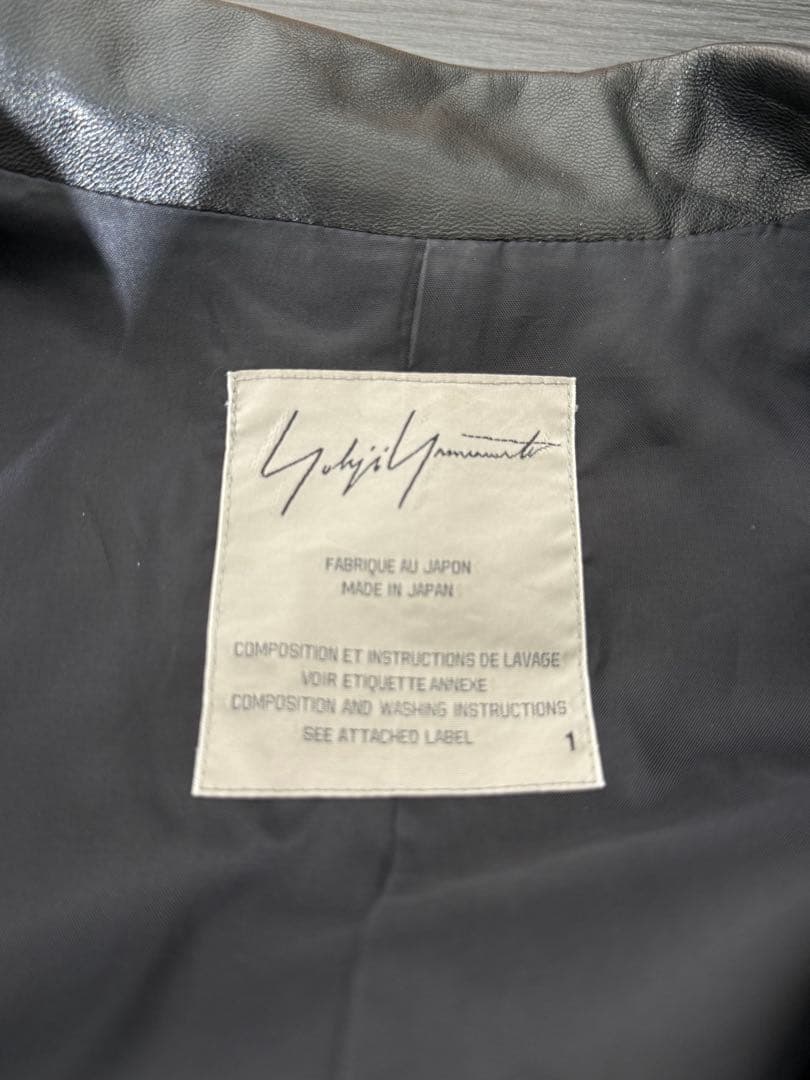 Yohji Yamamoto
FABRIQUE AU JAPON
MADE IN JAPAN
COMPOSITION ET INSTRUCTIONS DE LAVAGE
VOIR ETIQUETTE ANNEXE
COMPOSITION AND WASHING INSTRUCTIONS
SEE ATTACHED LABEL
1